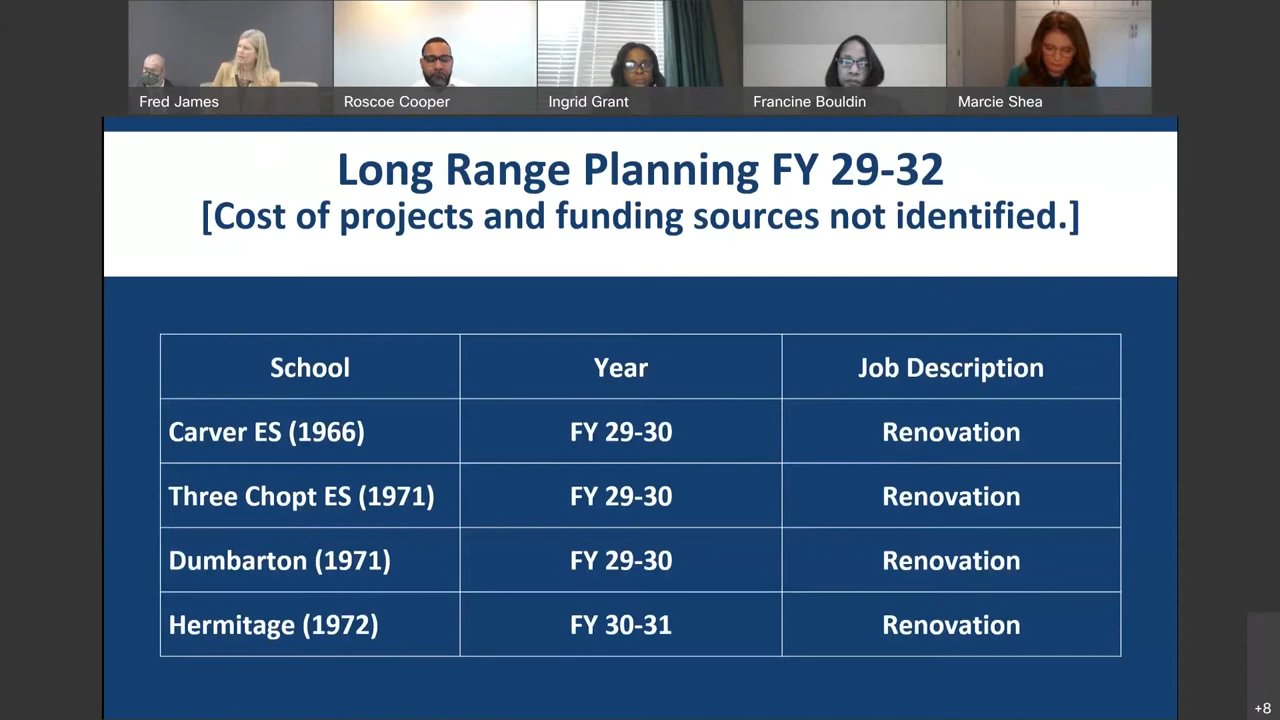 Fred James
Roscoe Cooper
Ingrid Grant
Francine Bouldin
Marcie Shea
Long Range Planning FY 29-32
[Cost of projects and funding sources not identified.]
School Year Job Description
Carver ES (1966) FY 29-30 Renovation
Three Chopt ES (1971) FY 29-30 Renovation
Dumbarton (1971) FY 29-30 Renovation
Hermitage (1972) FY 30-31 Renovation
+8